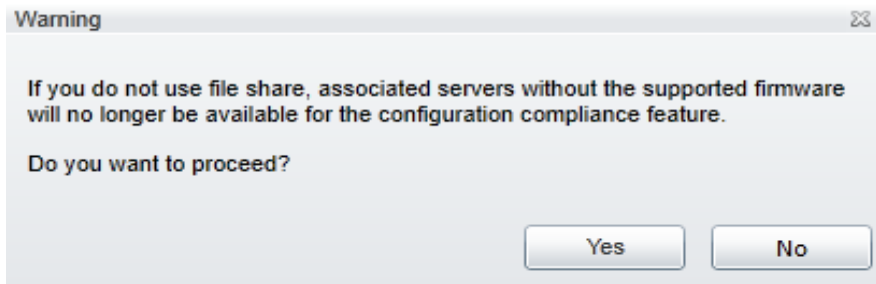 Warning
If you do not use file share, associated servers without the supported firmware
will no longer be available for the configuration compliance feature.
Do you want to proceed?
Yes
No